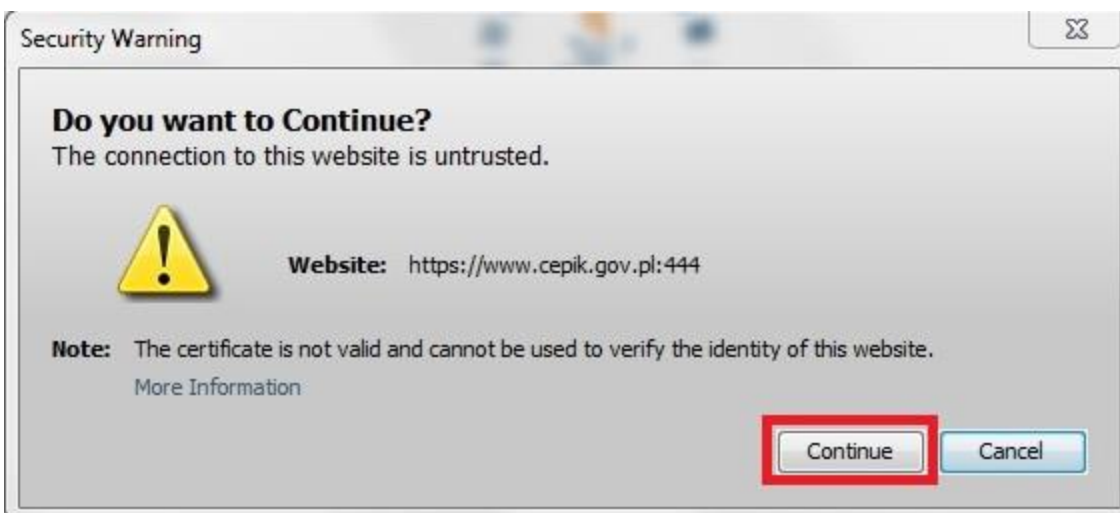 Security Warning
Do you want to Continue?
The connection to this website is untrusted.
Website: https://www.cepik.gov.pl:444
Note: The certificate is not valid and cannot be used to verify the identity of this website.
More Information
Continue Cancel